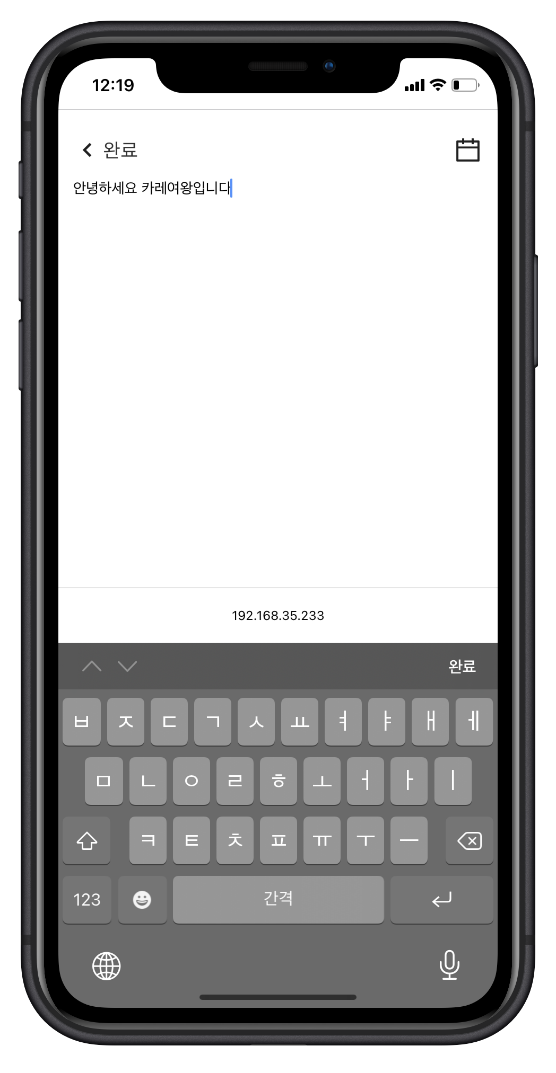 12:19
완료
안녕하세요 카레여왕입니다
192.168.35.233
완료
ㅂ ㅈ ㄷ ㄱ ㅅ ㅛ ㅕ ㅑ ㅐ ㅔ
ㅁ ㄴ ㅇ ㄹ ㅎ ㅗ ㅓ ㅏ ㅣ
ㅋ ㅌ ㅊ ㅍ ㅠ ㅜ ㅡ
123 간격